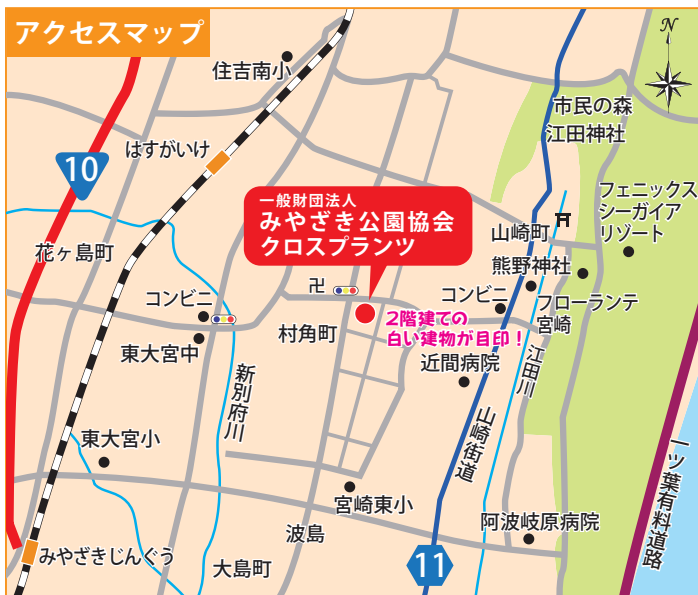 アクセスマップ
N
住吉南小
市民の森
江田神社
はすがいけ
10
一般財団法人
みやざき公園協会
クロスプランツ
フェニックス
シーガイア
リゾート
山崎町
花ヶ島町
熊野神社
卍
コンビニ
コンビニ
フローランテ
宮崎
2階建ての
白い建物が目印!
村角町
東大宮中
近間病院
江田川
新別府川
山崎街道
東大宮小
一ツ葉有料道路
宮崎東小
波島
阿波岐原病院
みやざきじんぐう
大島町
11